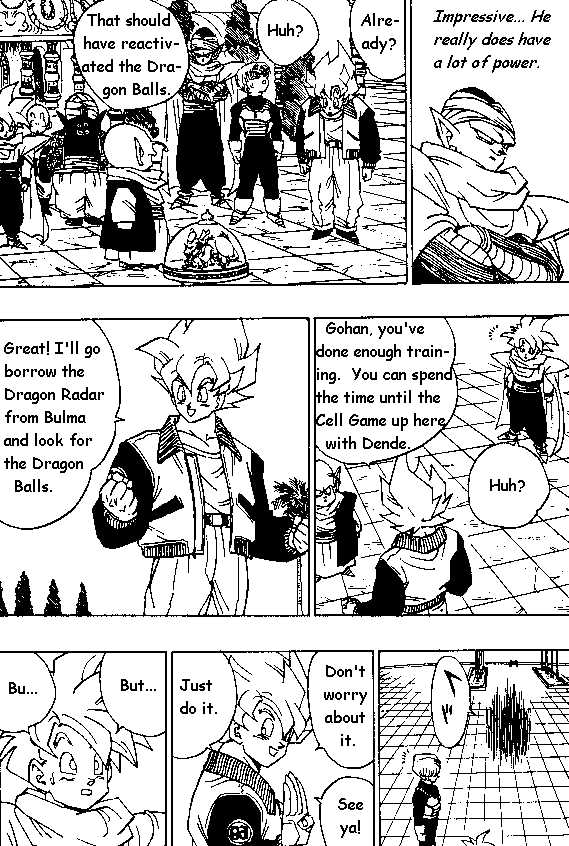 That should
have reactiv-
ated the Dra-
gon Balls.
Huh?
Alre-
ady?
Impressive... He
really does have
a lot of power.
Great! I'll go
borrow the
Dragon Radar
from Bulma
and look for
the Dragon
Balls.
Gohan, you've
done enough train-
ing. You can spend
the time until the
Cell Game up here
with Dende.
Huh?
Bu...
But...
Just
do it.
Don't
worry
about
it.
See
ya!